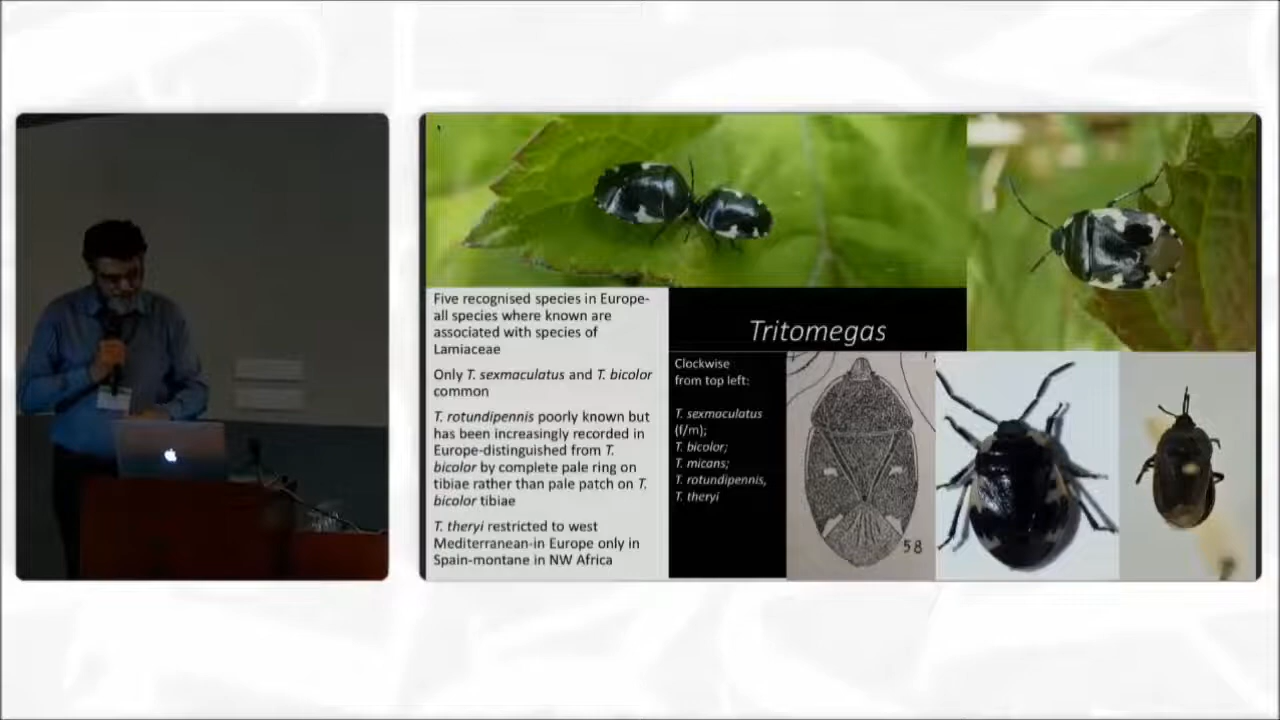 Five recognised species in Europe-
all species where known are
associated with species of
Lamiaceae
Only T. sexmaculatus and T. bicolor
common
T. rotundipennis poorly known but
has been increasingly recorded in
Europe-distinguished from T.
bicolor by complete pale ring on
tibiae rather than pale patch on T.
bicolor tibiae
T. theryi restricted to west
Mediterranean-in Europe only in
Spain-montane in NW Africa
Tritomegas
Clockwise
from top left:
T. sexmaculatus
(f/m);
T. bicolor;
T. micans;
T. rotundipennis,
T. theryi
58